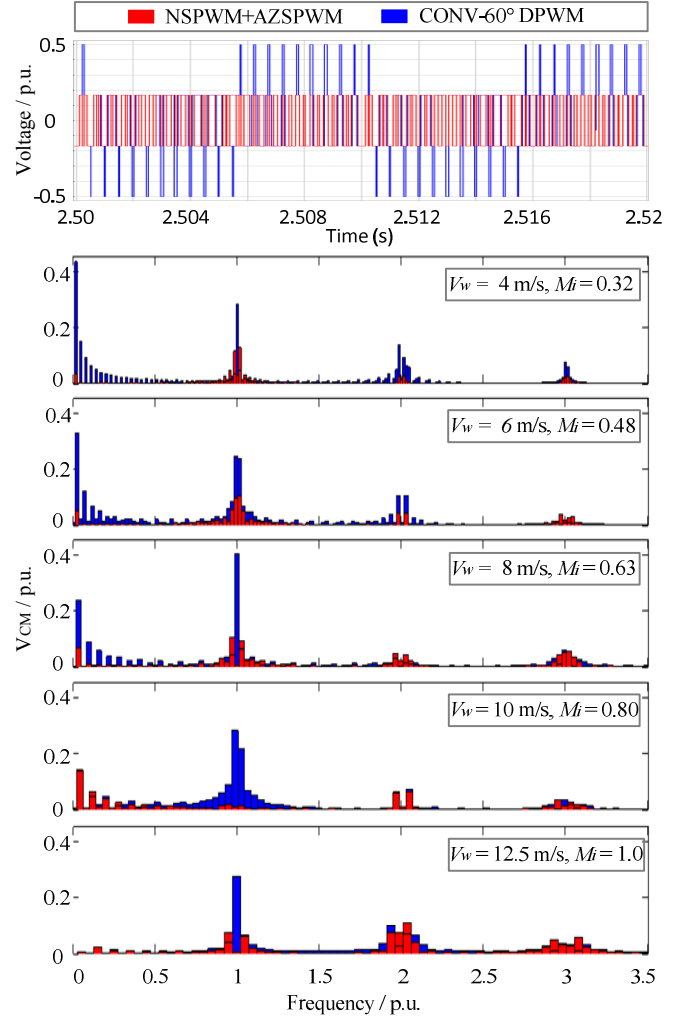 NSPWM+AZSPWM CONV-60° DPWM
Voltage / p.u.
0.5
0
-0.5
2.50 2.504 2.508 2.512 2.516 2.52
Time (s)
VCM / p.u.
0.4
0.2
0
Vw = 4 m/s, Mi=0.32
0.4
0.2
0
Vw = 6 m/s, Mi=0.48
0.4
0.2
0
Vw = 8 m/s, Mi=0.63
0.4
0.2
0
Vw = 10 m/s, Mi=0.80
0.4
0.2
0
Vw = 12.5 m/s, Mi=1.0
0 0.5 1 1.5 2 2.5 3 3.5
Frequency / p.u.